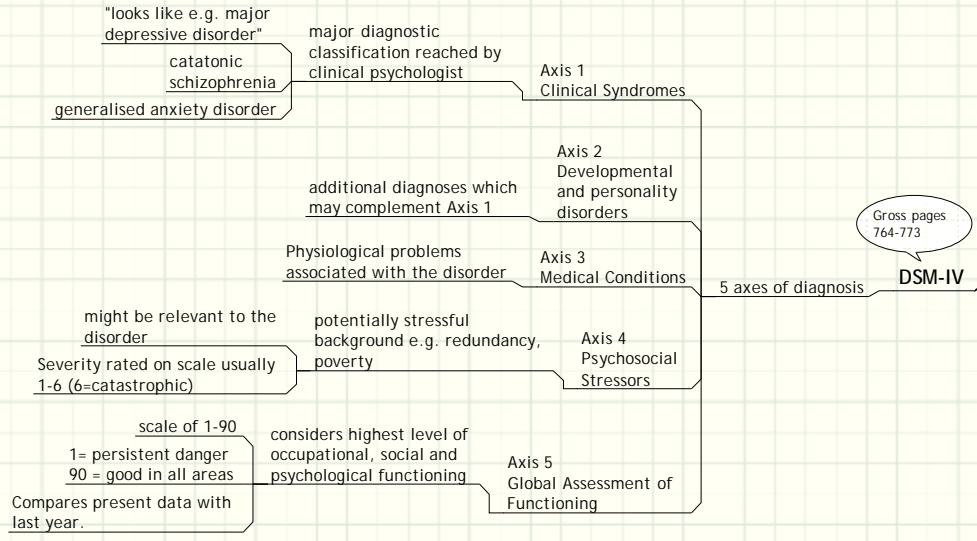 "looks like e.g. major
depressive disorder"
catatonic
schizophrenia
generalised anxiety disorder
major diagnostic
classification reached by
clinical psychologist
Axis 1
Clinical Syndromes
additional diagnoses which
may complement Axis 1
Axis 2
Developmental
and personality
disorders
Physiological problems
associated with the disorder
Axis 3
Medical Conditions
might be relevant to the
disorder
Severity rated on scale usually
1-6 (6=catastrophic)
potentially stressful
background e.g. redundancy,
poverty
Axis 4
Psychosocial
Stressors
scale of 1-90
1= persistent danger
90 = good in all areas
Compares present data with
last year.
considers highest level of
occupational, social and
psychological functioning
Axis 5
Global Assessment of
Functioning
5 axes of diagnosis
Gross pages
764-773
DSM-IV